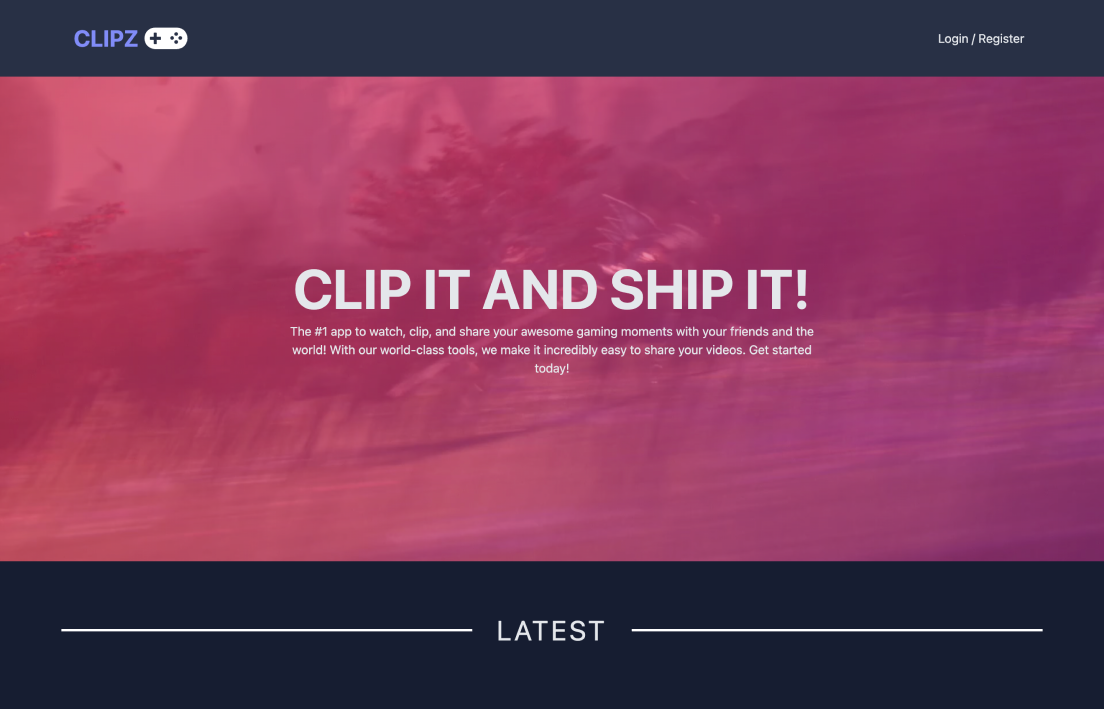 CLIPZ
Login / Register
CLIP IT AND SHIP IT!
The #1 app to watch, clip, and share your awesome gaming moments with your friends and the
world! With our world-class tools, we make it incredibly easy to share your videos. Get started
today!
LATEST